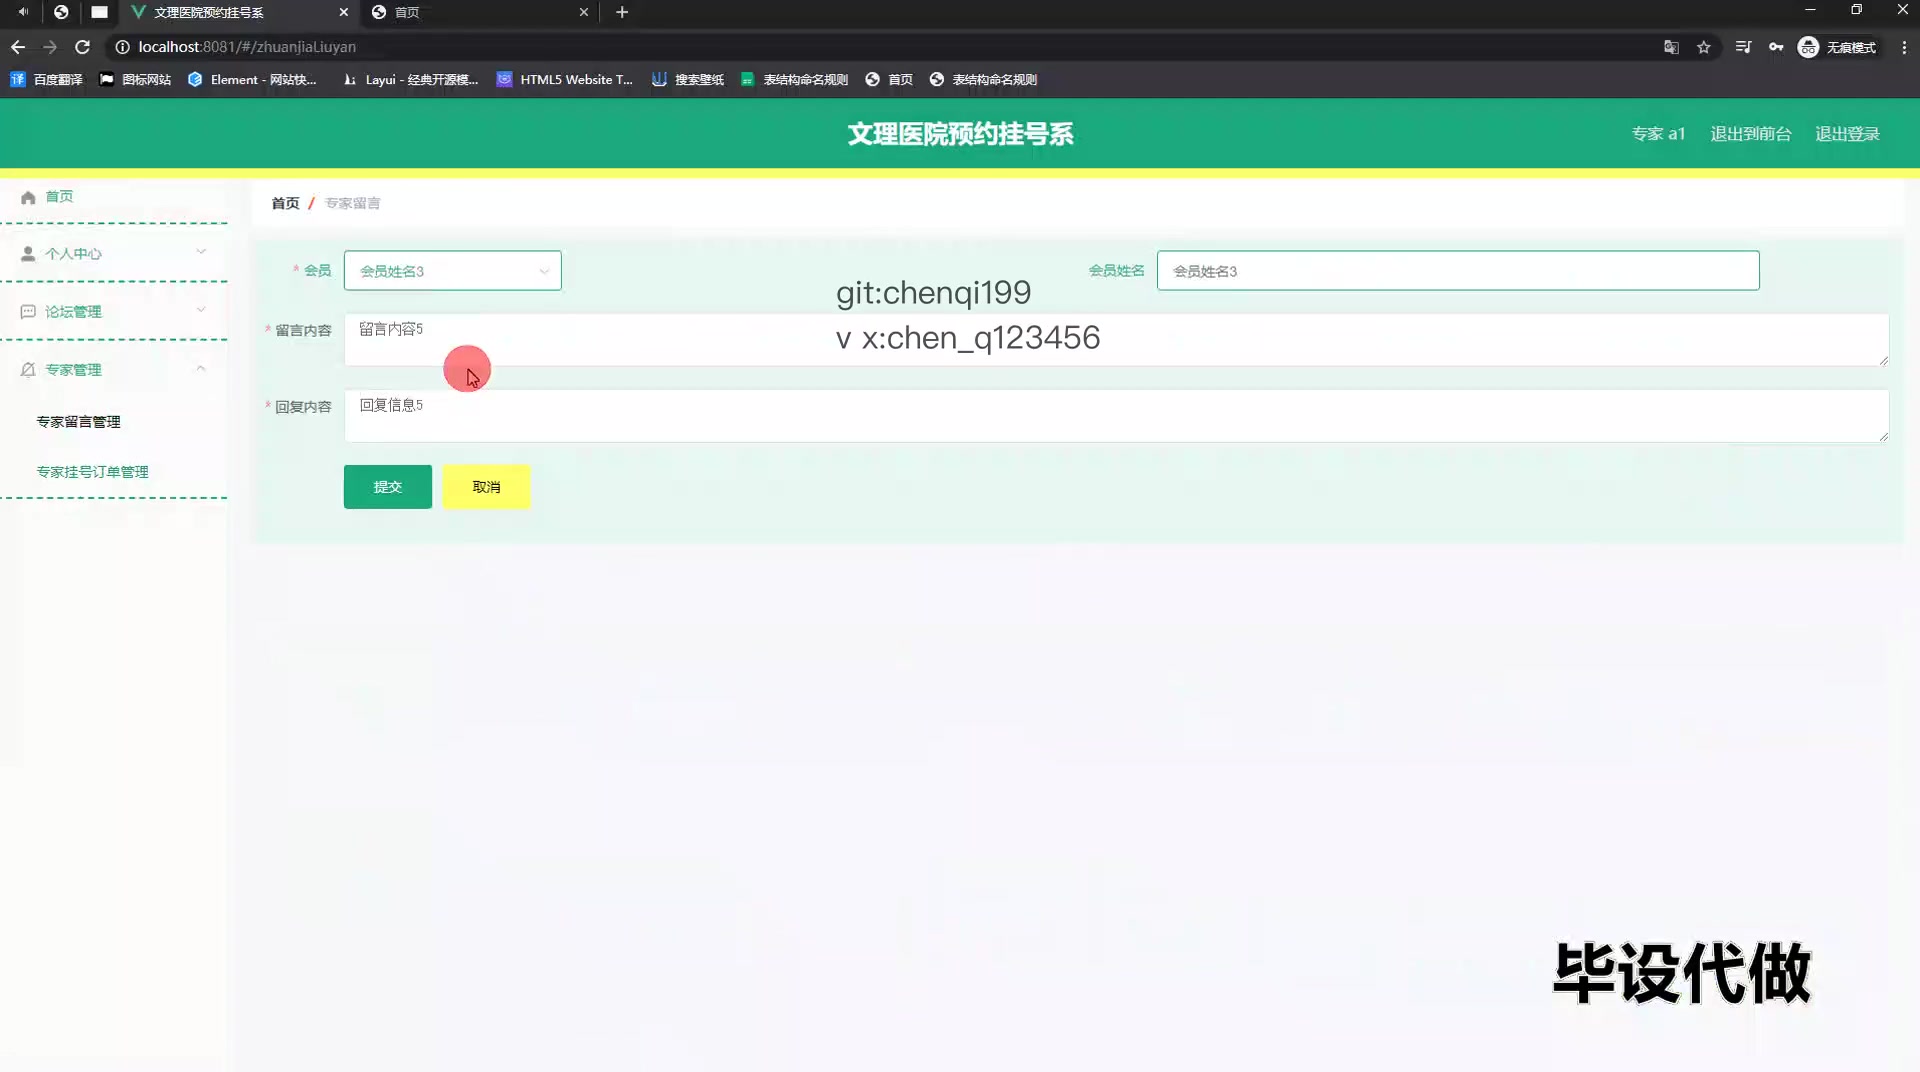 文理医院预约挂号系
首页
localhost:8081/#/zhuanjiaLiuyan
无痕模式
百度翻译
图标网站
Element - 网站快...
Layui - 经典开源模...
HTML5 Website T...
搜索壁纸
表结构命名规则
首页
表结构命名规则
文理医院预约挂号系
专家 a1
退出到前台
退出登录
首页
个人中心
论坛管理
专家管理
专家留言管理
专家挂号订单管理
首页 / 专家留言
* 会员
会员姓名3
会员姓名
会员姓名3
git:chenqi199
* 留言内容
留言内容5
v x:chen_q123456
* 回复内容
回复信息5
提交
取消
毕设代做